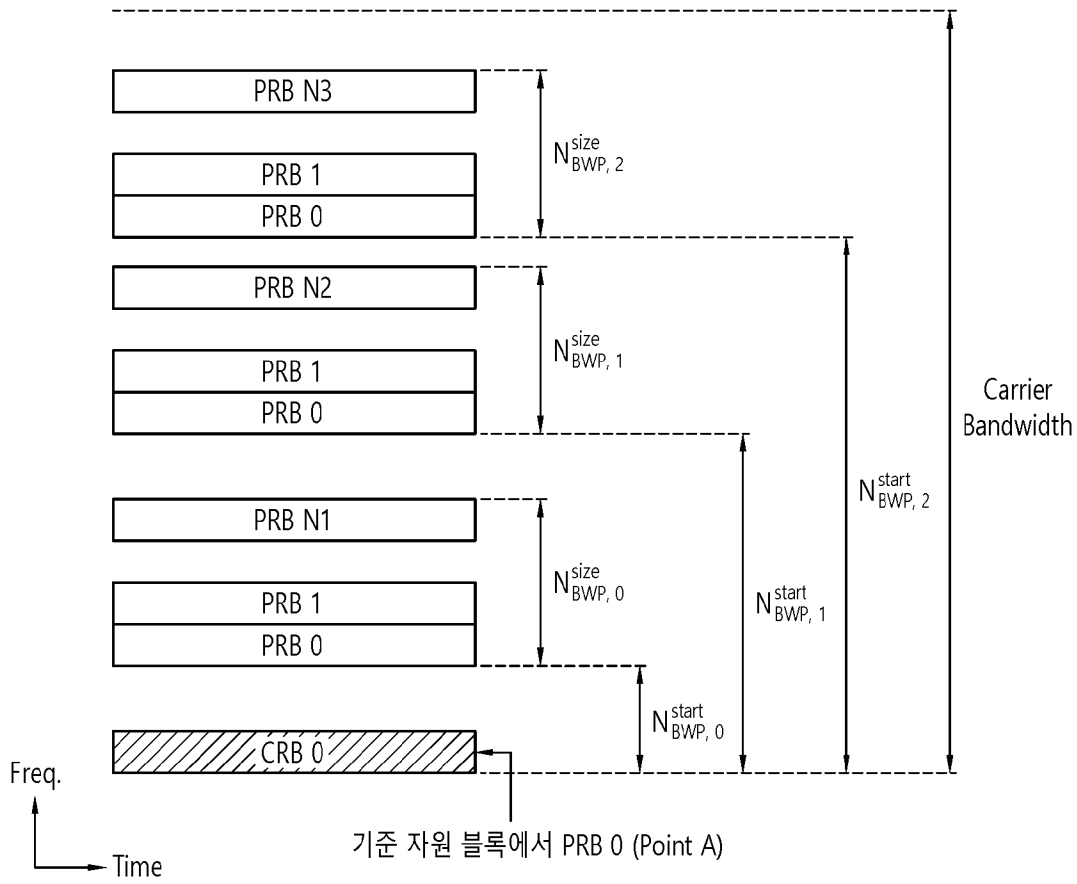 PRB N3
PRB 1
PRB 0
N^size_BWP, 2
PRB N2
PRB 1
PRB 0
N^size_BWP, 1
Carrier
Bandwidth
N^start_BWP, 2
PRB N1
PRB 1
PRB 0
N^size_BWP, 0
N^start_BWP, 1
N^start_BWP, 0
CRB 0
Freq.
Time
기준 자원 블록에서 PRB 0 (Point A)